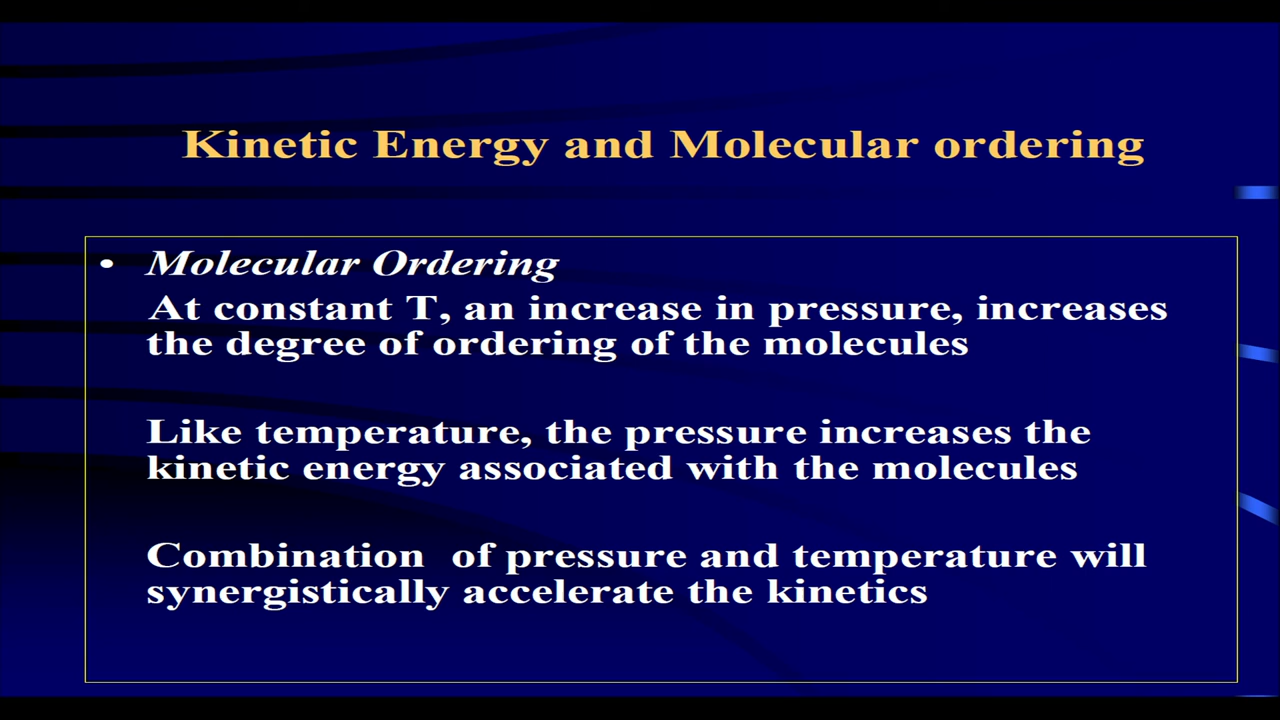 Kinetic Energy and Molecular ordering
• Molecular Ordering
At constant T, an increase in pressure, increases
the degree of ordering of the molecules
Like temperature, the pressure increases the
kinetic energy associated with the molecules
Combination of pressure and temperature will
synergistically accelerate the kinetics